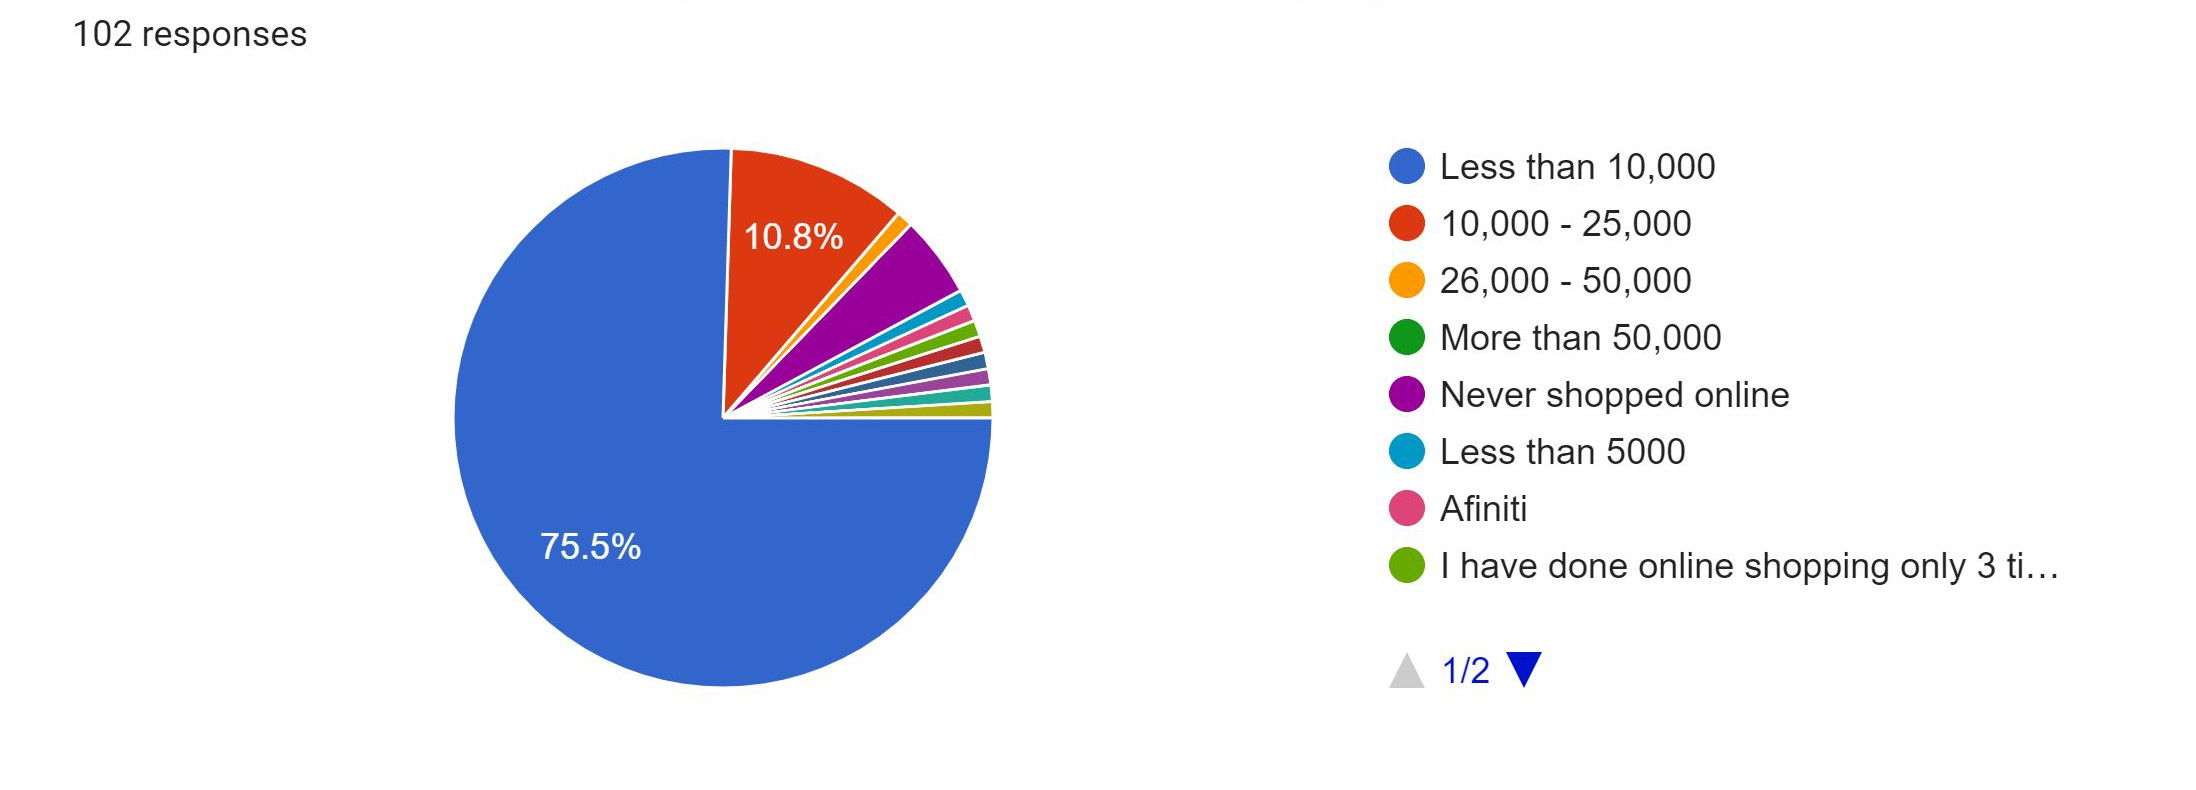 102 responses
10.8%
75.5%
Less than 10,000
10,000 - 25,000
26,000 - 50,000
More than 50,000
Never shopped online
Less than 5000
Afiniti
I have done online shopping only 3 ti…
1/2